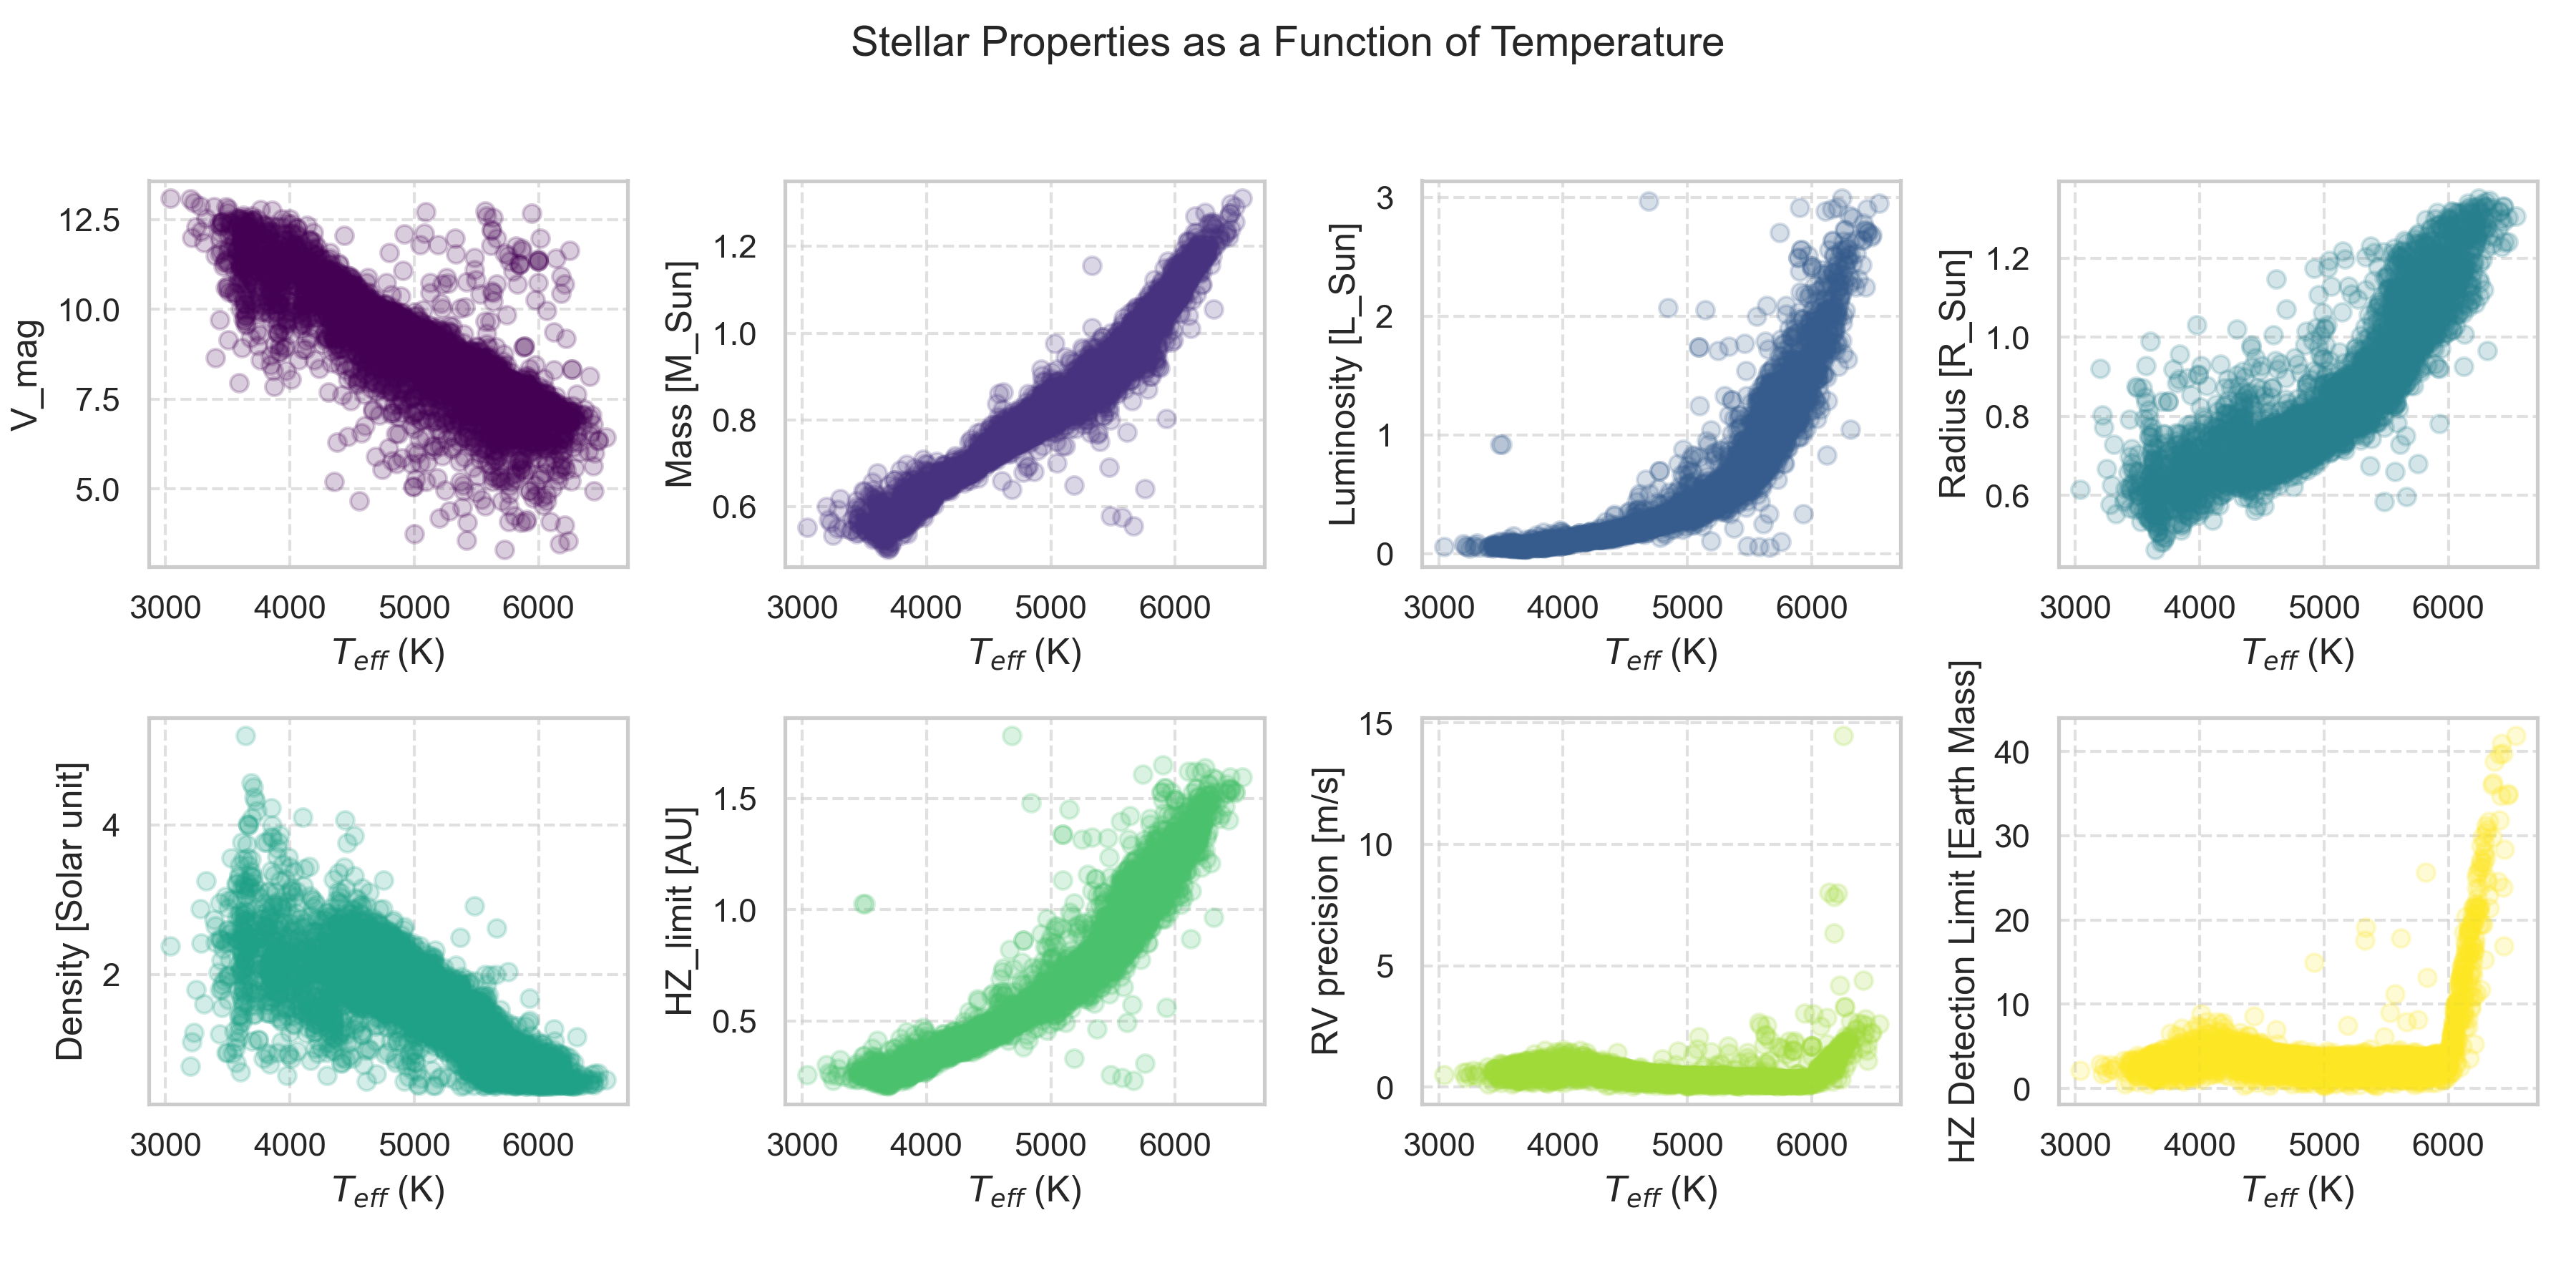 Stellar Properties as a Function of Temperature
V_mag
12.5
10.0
7.5
5.0
3000 4000 5000 6000
T_eff (K)
Mass [M_Sun]
1.2
1.0
0.8
0.6
3000 4000 5000 6000
T_eff (K)
Luminosity [L_Sun]
3
2
1
0
3000 4000 5000 6000
T_eff (K)
Radius [R_Sun]
1.2
1.0
0.8
0.6
3000 4000 5000 6000
T_eff (K)
Density [Solar unit]
4
2
3000 4000 5000 6000
T_eff (K)
HZ_limit [AU]
1.5
1.0
0.5
3000 4000 5000 6000
T_eff (K)
RV precision [m/s]
15
10
5
0
3000 4000 5000 6000
T_eff (K)
HZ Detection Limit [Earth Mass]
40
30
20
10
0
3000 4000 5000 6000
T_eff (K)